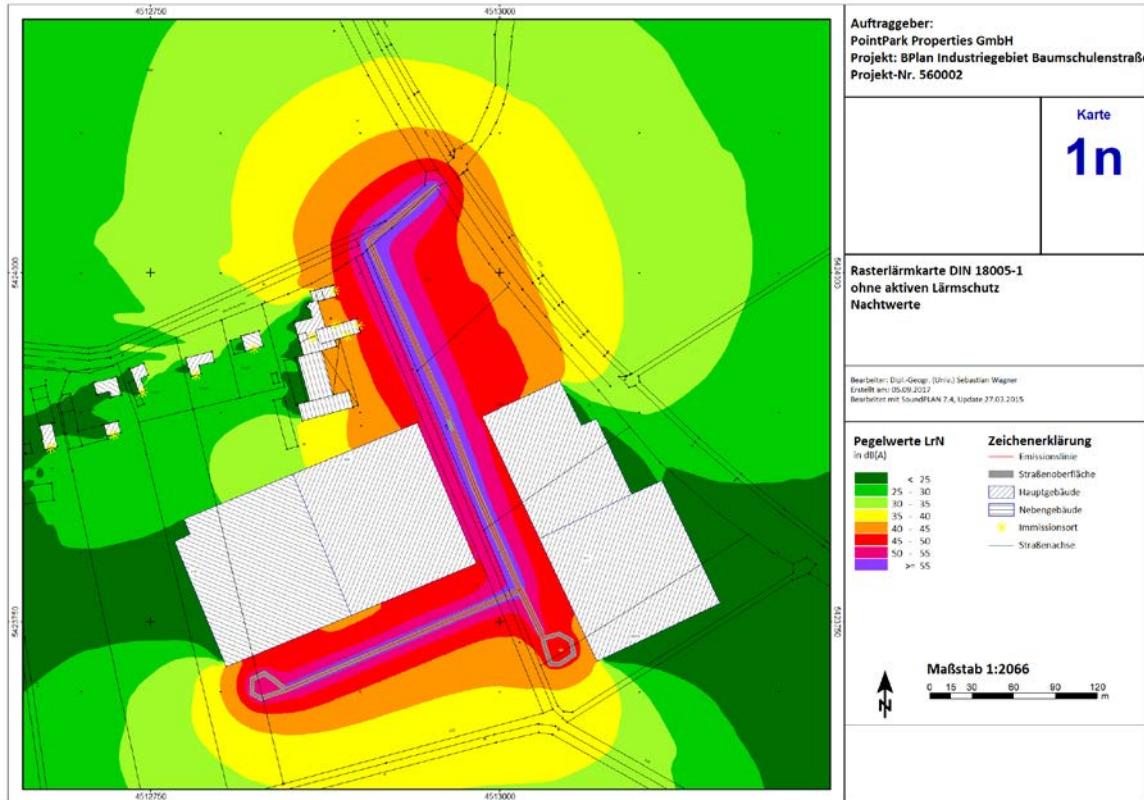 4512750
4513000
Auftraggeber:
PointPark Properties GmbH
Projekt: BPlan Industriegebiet Baumschulenstraße
Projekt-Nr. 560002
Karte
1n
Rasterlärmkarte DIN 18005-1
ohne aktiven Lärmschutz
Nachtwerte
Bearbeiter: Dipl.-Geogr. (Univ.) Sebastian Wagner
Erstellt am: 05.09.2017
Bearbeitet mit SoundPLAN 7.4, Update 27.03.2015
Pegelwerte LrN
in dB(A)
< 25
25 - 30
30 - 35
35 - 40
40 - 45
45 - 50
50 - 55
>= 55
Zeichenerklärung
Emissionslinie
Straßenoberfläche
Hauptgebäude
Nebengebäude
Immissionsort
Straßenachse
Maßstab 1:2066
0 15 30 60 90 120
m
N
5423750
5423750
4512750
4513000